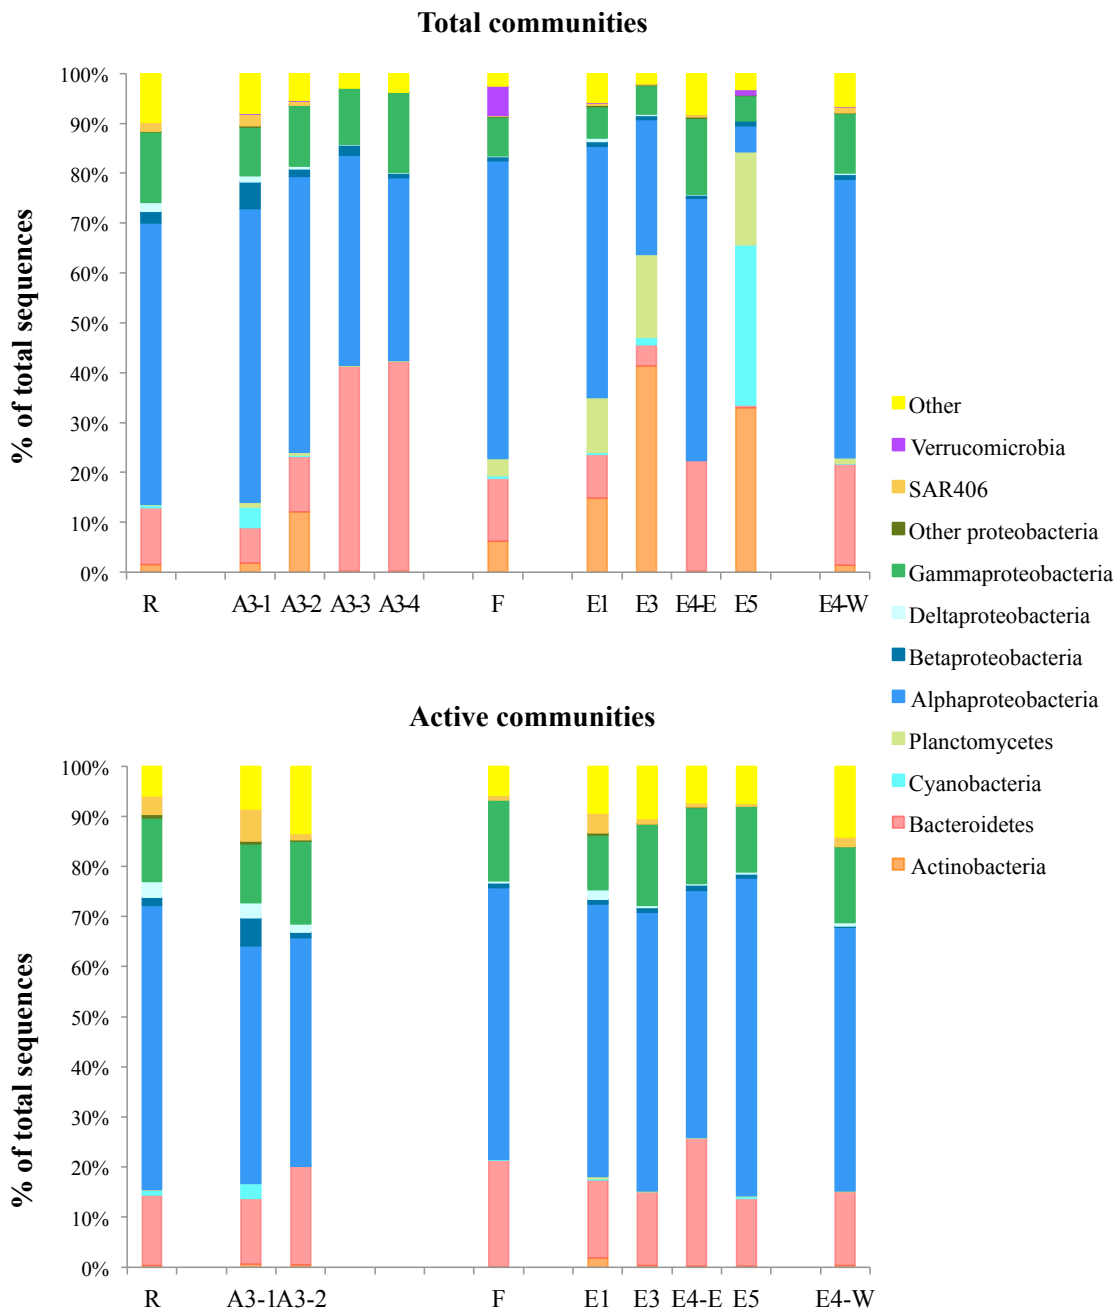 Total communities
% of total sequences
100%
90%
80%
70%
60%
50%
40%
30%
20%
10%
0%
R A3-1 A3-2 A3-3 A3-4 F E1 E3 E4-E E5 E4-W
Other
Verrucomicrobia
SAR406
Other proteobacteria
Gammaproteobacteria
Deltaproteobacteria
Betaproteobacteria
Alphaproteobacteria
Planctomycetes
Cyanobacteria
Bacteroidetes
Actinobacteria
Active communities
% of total sequences
100%
90%
80%
70%
60%
50%
40%
30%
20%
10%
0%
R A3-1 A3-2 F E1 E3 E4-E E5 E4-W